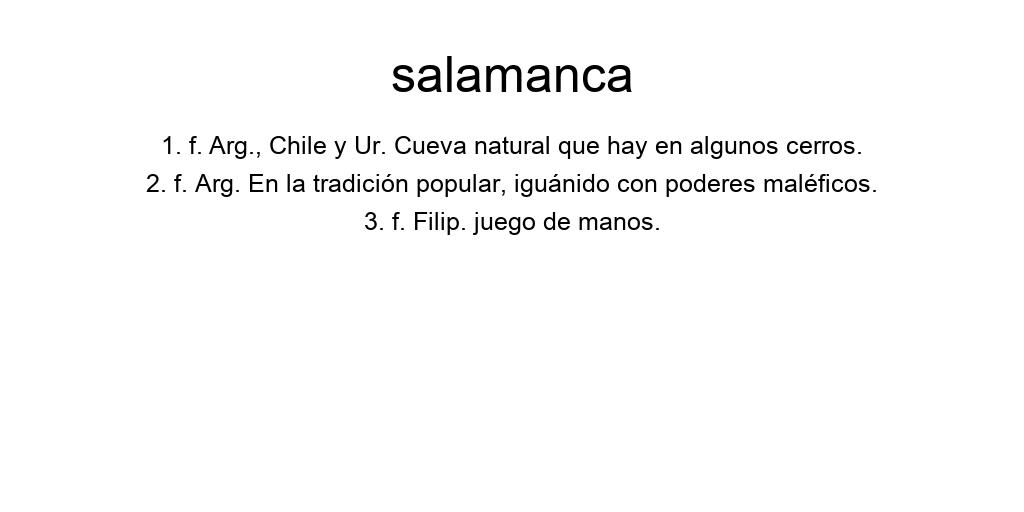 salamanca
1. f. Arg., Chile y Ur. Cueva natural que hay en algunos cerros.
2. f. Arg. En la tradición popular, iguánido con poderes maléficos.
3. f. Filip. juego de manos.